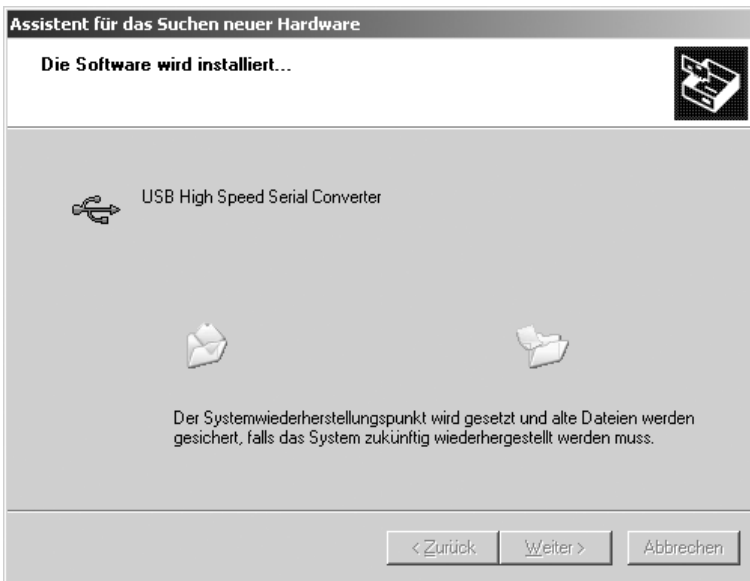 Assistent für das Suchen neuer Hardware
Die Software wird installiert...
USB High Speed Serial Converter
Der Systemwiederherstellungspunkt wird gesetzt und alte Dateien werden
gesichert, falls das System zukünftig wiederhergestellt werden muss.
< Zurück Weiter > Abbrechen